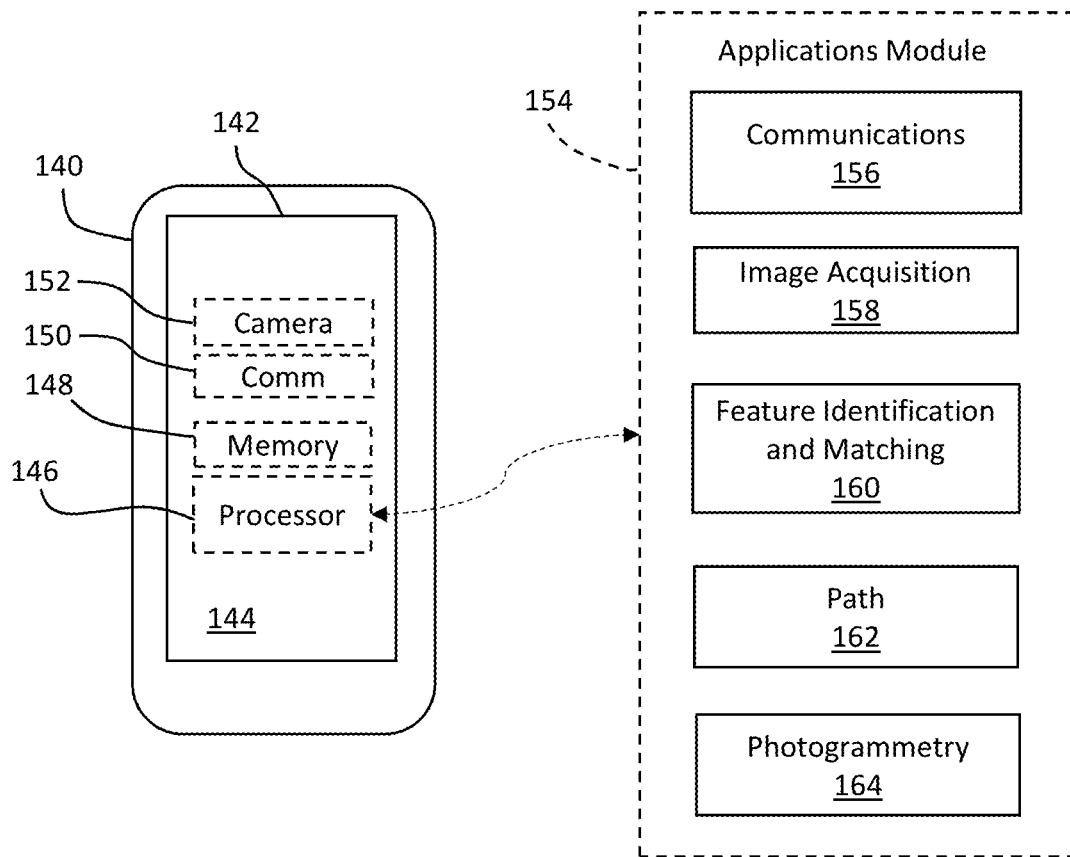 142
140
152
Camera
150
Comm
148
Memory
146
Processor
144
154
Applications Module
Communications
156
Image Acquisition
158
Feature Identification
and Matching
160
Path
162
Photogrammetry
164